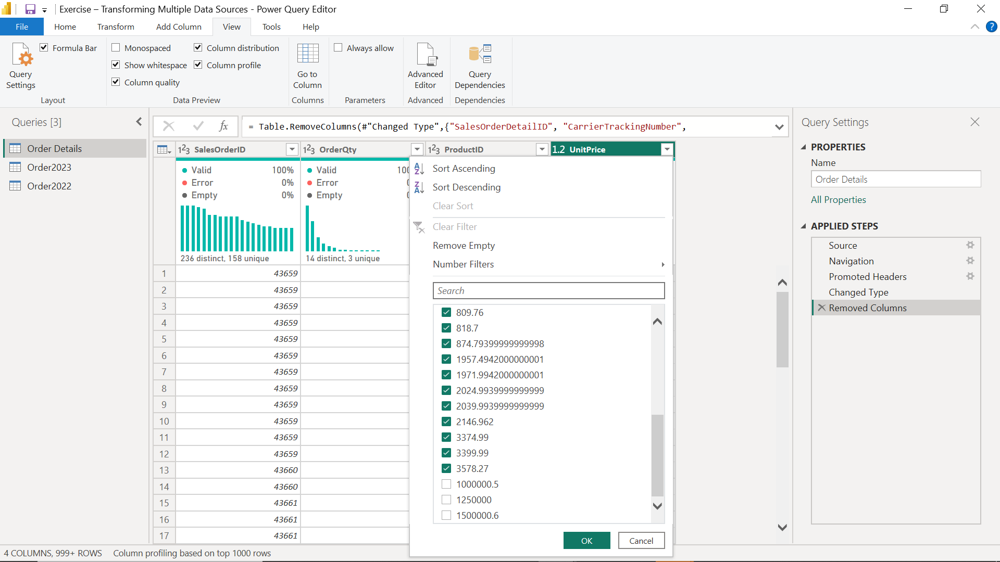 Exercise – Transforming Multiple Data Sources - Power Query Editor
File Home Transform Add Column View Tools Help
Query Settings
Formula Bar
Layout
Monospaced
Show whitespace
Column quality
Column distribution
Column profile
Data Preview
Go to Column
Columns
Always allow
Parameters
Advanced Editor
Advanced
Query Dependencies
Dependencies
Queries [3]
Order Details
Order2023
Order2022
fx
= Table.RemoveColumns(#"Changed Type",{"SalesOrderDetailID", "CarrierTrackingNumber",
123 SalesOrderID 123 OrderQty 123 ProductID 1.2 UnitPrice
Valid 100%
Error 0%
Empty 0%
236 distinct, 158 unique
Valid 100
Error
Empty
14 distinct, 3 unique
1 43659
2 43659
3 43659
4 43659
5 43659
6 43659
7 43659
8 43659
9 43659
10 43659
11 43659
12 43659
13 43660
14 43660
15 43661
16 43661
17 43661
Sort Ascending
Sort Descending
Clear Sort
Clear Filter
Remove Empty
Number Filters
Search
809.76
818.7
874.79399999999998
1957.4942000000001
1971.9942000000001
2024.9939999999999
2039.9939999999999
2146.962
3374.99
3399.99
3578.27
1000000.5
1250000
1500000.6
OK Cancel
Query Settings
PROPERTIES
Name
Order Details
All Properties
APPLIED STEPS
Source
Navigation
Promoted Headers
Changed Type
Removed Columns
4 COLUMNS, 999+ ROWS Column profiling based on top 1000 rows